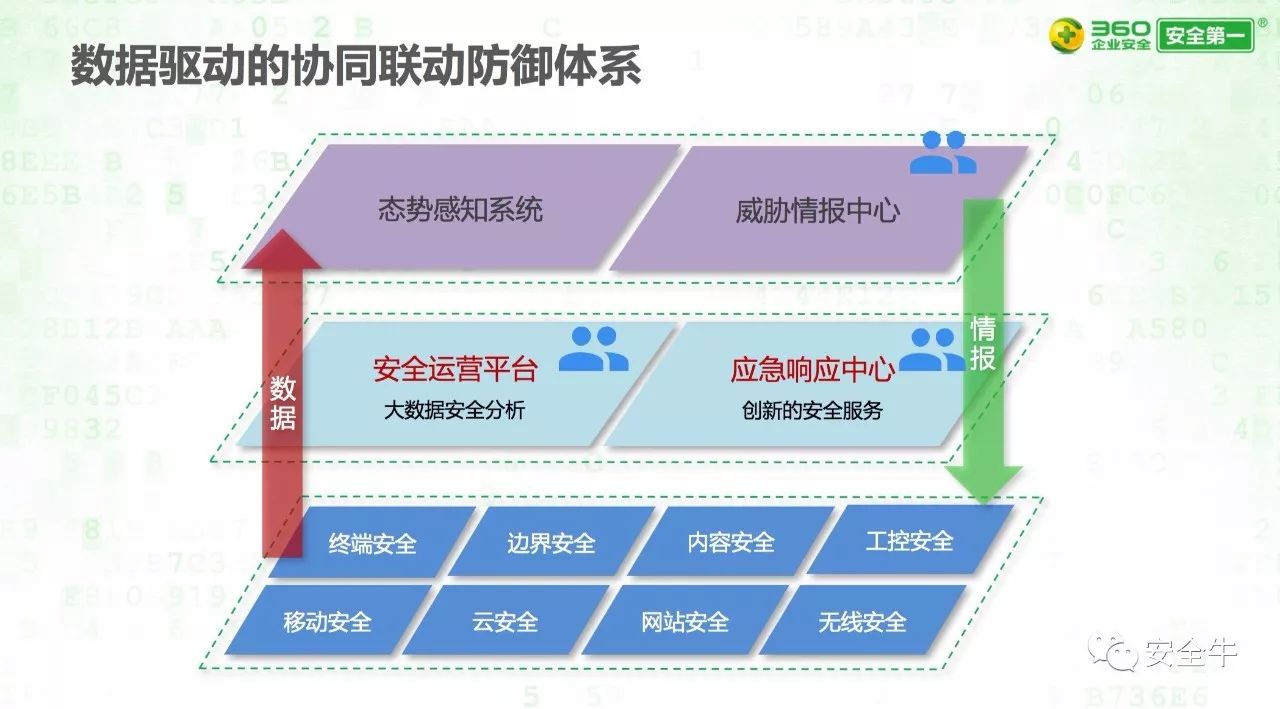 数据驱动的协同联动防御体系
360
企业安全
安全第一
®
态势感知系统
威胁情报中心
安全运营平台
大数据安全分析
应急响应中心
创新的安全服务
数据
情报
终端安全
边界安全
内容安全
工控安全
移动安全
云安全
网站安全
无线安全
安全牛